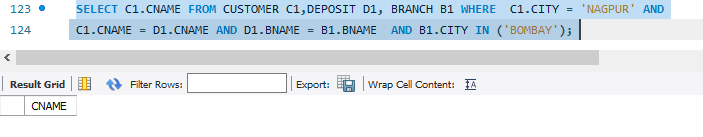 123 SELECT C1.CNAME FROM CUSTOMER C1,DEPOSIT D1, BRANCH B1 WHERE  C1.CITY = 'NAGPUR' AND
124 C1.CNAME = D1.CNAME AND D1.BNAME = B1.BNAME  AND B1.CITY IN ('BOMBAY');
Result Grid Filter Rows: Export: Wrap Cell Content:
CNAME